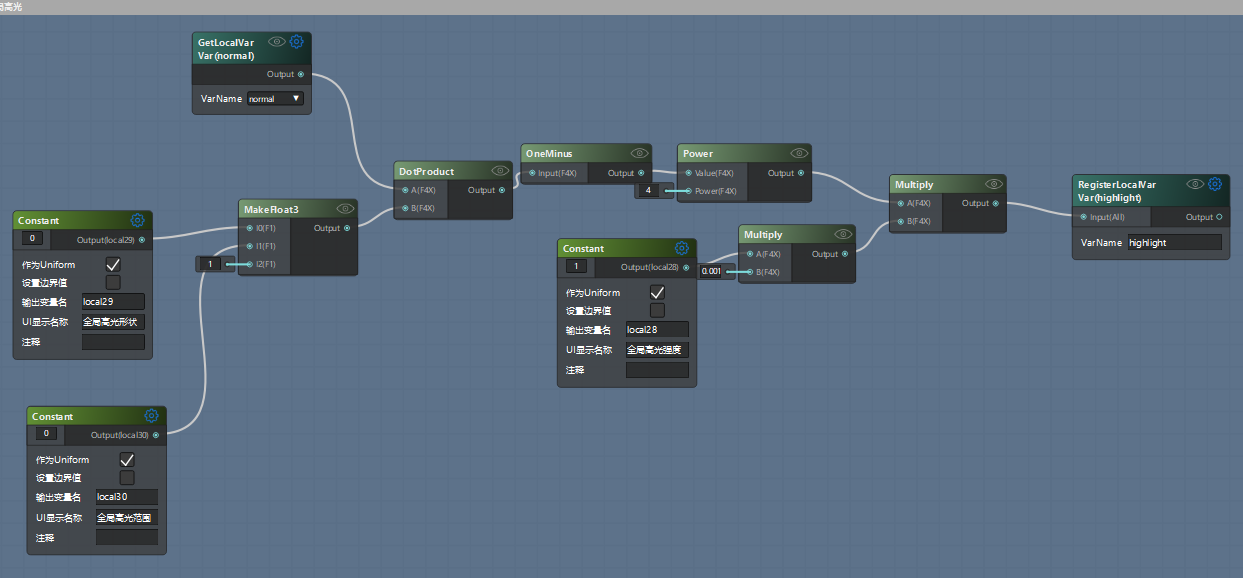 局高光
GetLocalVar
Var(normal)
Output
VarName normal
Constant
0
Output(local29)
作为Uniform
设置边界值
输出变量名 local29
UI显示名称 全局高光形状
注释
MakeFloat3
I0(F1)
Output
I1(F1)
1
I2(F1)
Constant
0
Output(local30)
作为Uniform
设置边界值
输出变量名 local30
UI显示名称 全局高光范围
注释
DotProduct
A(F4X)
Output
B(F4X)
OneMinus
Input(F4X)
Output
Power
Value(F4X)
Output
4
Power(F4X)
Constant
1
Output(local28)
作为Uniform
设置边界值
输出变量名 local28
UI显示名称 全局高光强度
注释
Multiply
A(F4X)
Output
0.001
B(F4X)
Multiply
A(F4X)
Output
B(F4X)
RegisterLocalVar
Var(highlight)
Input(All)
Output
VarName highlight